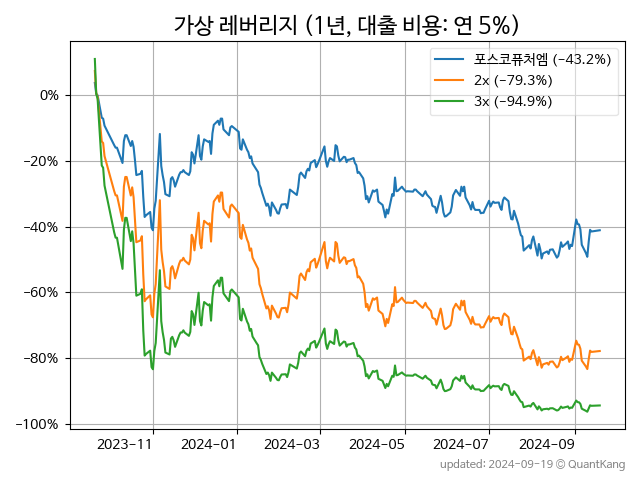 가상 레버리지 (1년, 대출 비용: 연 5%)
포스코퓨처엠 (-43.2%)
2x (-79.3%)
3x (-94.9%)
0%
-20%
-40%
-60%
-80%
-100%
2023-11 2024-01 2024-03 2024-05 2024-07 2024-09
updated: 2024-09-19 © QuantKang